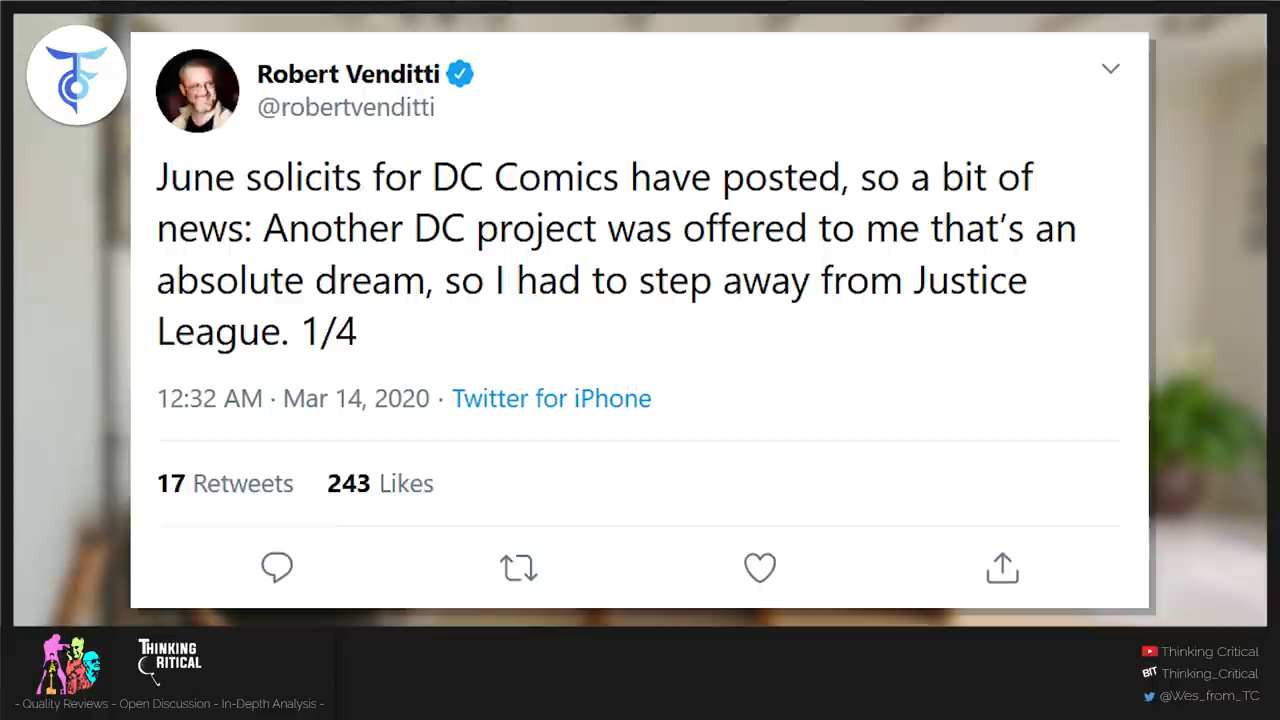 Robert Venditti
@robertvenditti
June solicits for DC Comics have posted, so a bit of
news: Another DC project was offered to me that's an
absolute dream, so I had to step away from Justice
League. 1/4
12:32 AM · Mar 14, 2020 · Twitter for iPhone
17 Retweets 243 Likes
THINKING
CRITICAL
- Quality Reviews - Open Discussion - In-Depth Analysis -
Thinking Critical
BIT Thinking_Critical
@Wes_from_TC